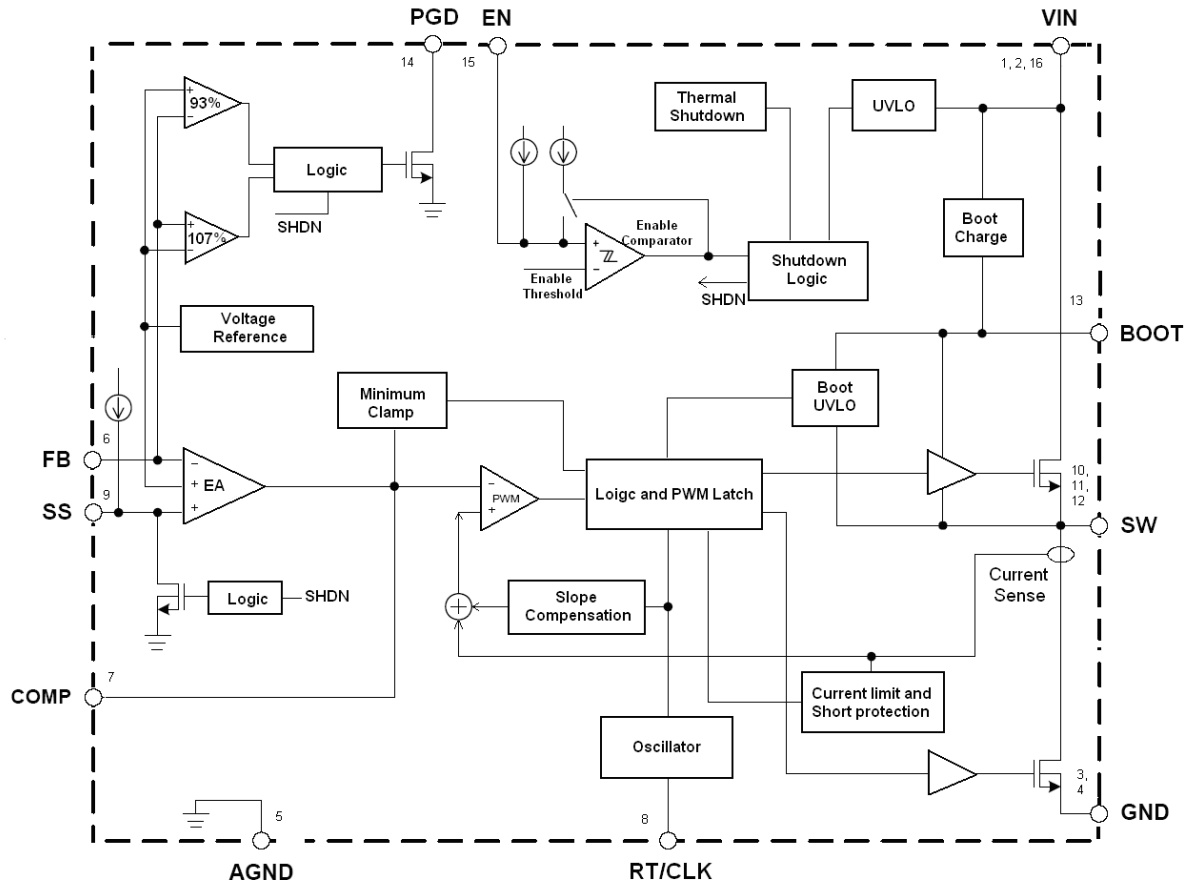 PGD
EN
VIN
14
15
1, 2, 16
+
93%
−
Thermal
Shutdown
UVLO
Logic
SHDN
+
107%
−
Boot
Charge
Enable
Comparator
+
−
Enable
Threshold
Shutdown
Logic
SHDN
13
BOOT
Voltage
Reference
Minimum
Clamp
Boot
UVLO
6
FB
9
SS
−
+
EA
+
−
PWM
+
Loigc and PWM Latch
10,
11,
12
SW
Current
Sense
Logic
SHDN
+
Slope
Compensation
7
COMP
Current limit and
Short protection
Oscillator
3,
4
GND
5
AGND
8
RT/CLK